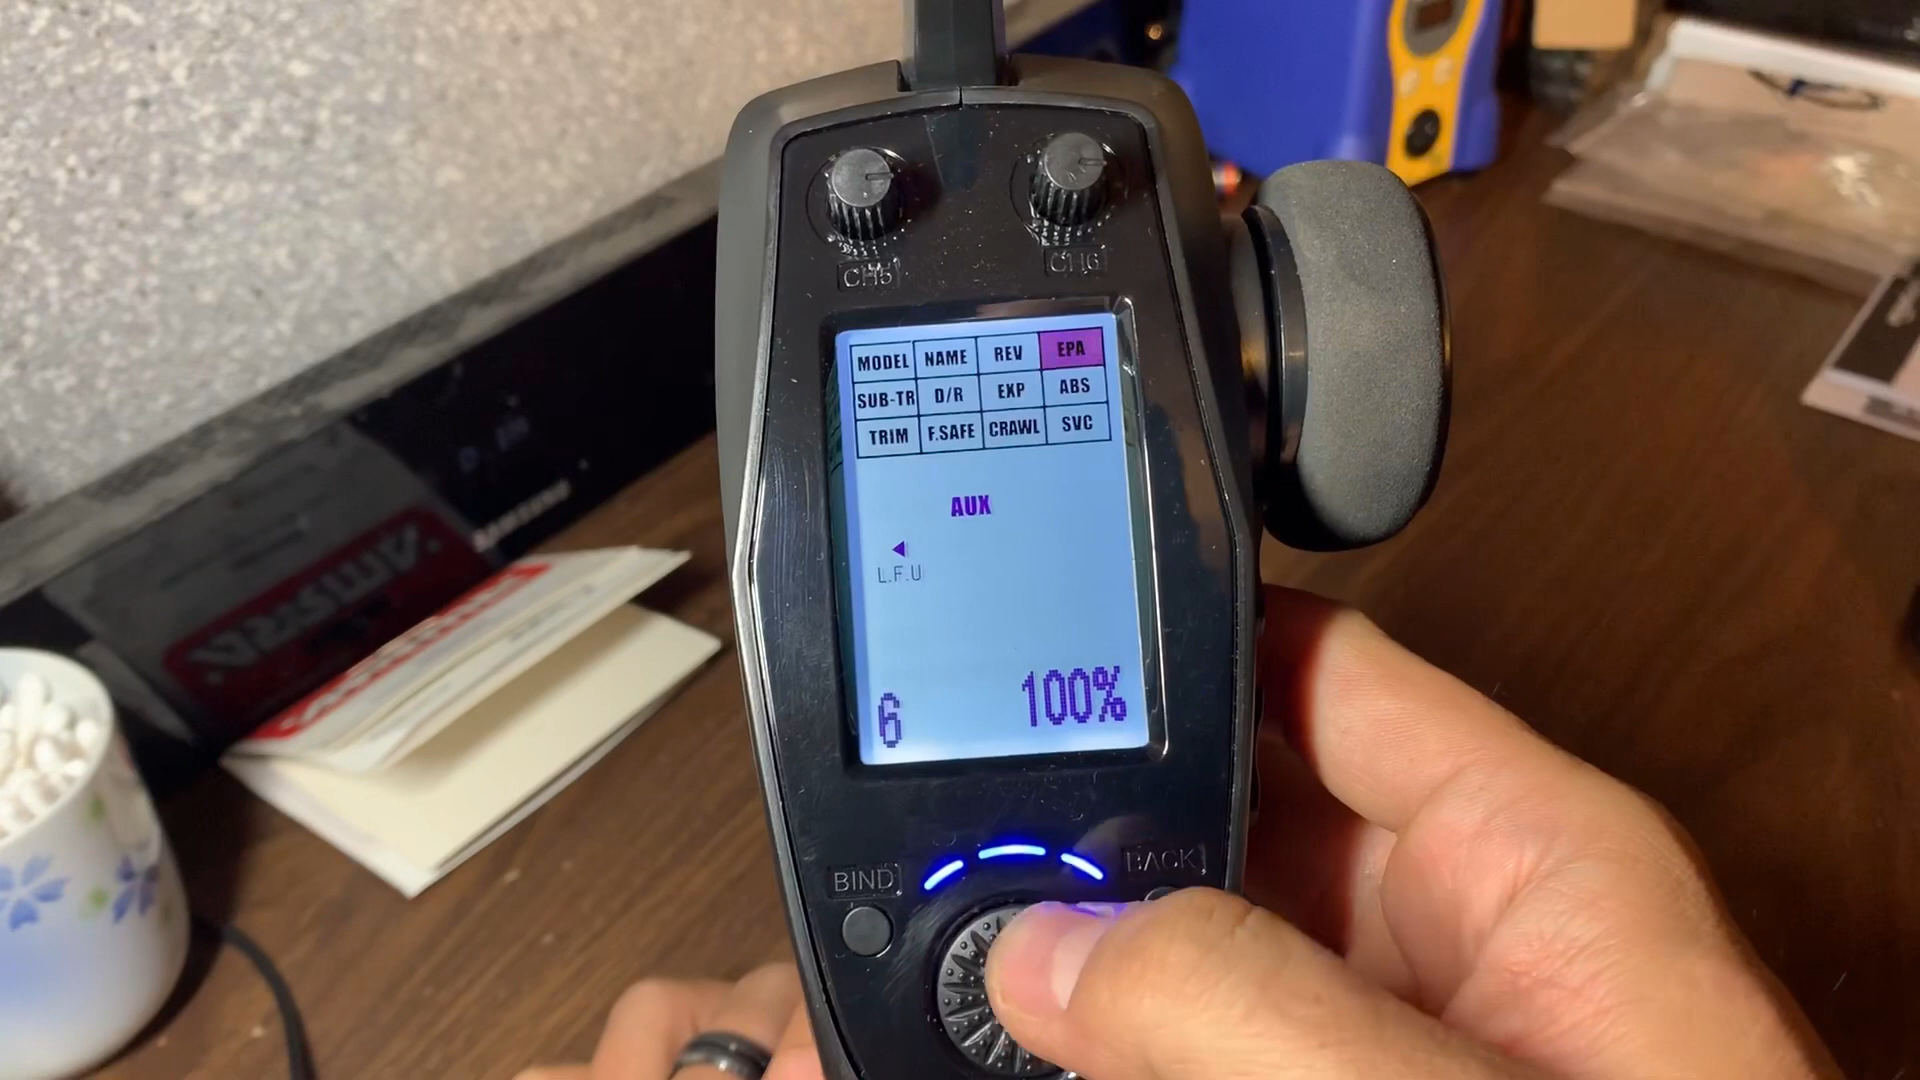 CH5 CH6
MODEL NAME REV EPA
SUB-TR D/R EXP ABS
TRIM F.SAFE CRAWL SVC
AUX
L.F.U
6 100%
BIND BACK
SAMSUNG